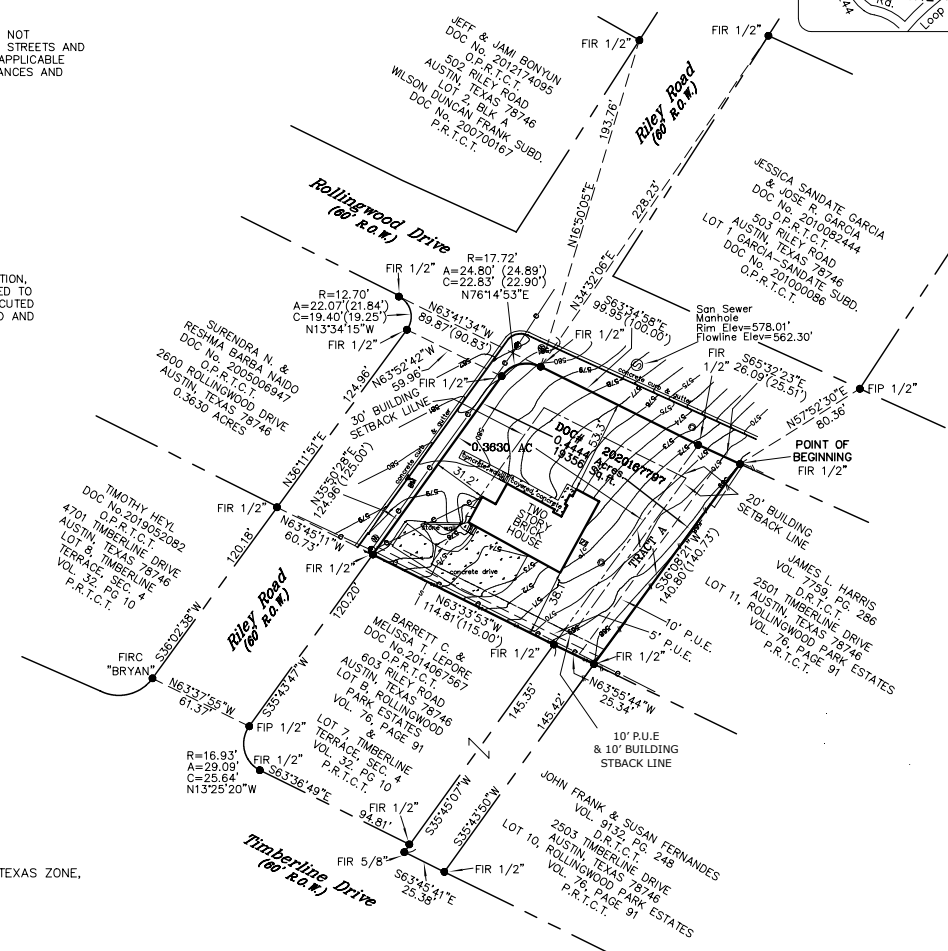 NOT
STREETS AND
APPLICABLE
ANCES AND
Rd.
Loop
JEFF & JAMI BONYUN
DOC No. 2012174095
O.P.R.T.C.T.
502 RILEY ROAD
AUSTIN, TEXAS 78746
LOT 2, BLK A
WILSON DUNCAN FRANK SUBD.
DOC No. 200700167
P.R.T.C.T.
FIR 1/2"
FIR 1/2"
Riley Road
(60' R.O.W.)
193.76'
N16°50'05"E
228.23'
N34°32'06"E
JESSICA SANDATE GARCIA
& JOSE R. GARCIA
DOC No. 2010082444
O.P.R.T.C.T.
503 RILEY ROAD
AUSTIN, TEXAS 78746
LOT 1 GARCIA-SANDATE SUBD.
DOC No. 201000086
O.P.R.T.C.T.
Rollingwood Drive
(60' R.O.W.)
TION,
ED TO
CUTED
D AND
R=17.72'
A=24.80' (24.89')
C=22.83' (22.90')
N76°14'53"E
FIR 1/2"
R=12.70'
A=22.07'(21.84')
C=19.40'(19.25')
N13°34'15"W
FIR 1/2"
N63°41'34"W
89.87'(90.83')
S63°34'58"E
99.95'(100.00')
San Sewer
Manhole
Rim Elev=578.01'
Flowline Elev=562.30'
FIR 1/2"
FIR
1/2"
S65°32'23"E
26.09'(25.51')
FIP 1/2"
N57°52'30"E
80.36'
SURENDRA N. &
RESHMA BARBA NAIDO
DOC No. 2005006947
2600 ROLLINGWOOD DRIVE
AUSTIN, TEXAS 78746
0.3630 ACRES
124.96'
N36°11'51"E
N63°52'42"W
59.96'
FIR 1/2"
30' BUILDING
SETBACK LILNE
concrete curb & gutter
concrete curb & gutter
N35°50'28"E
124.96'(125.00')
POINT OF
BEGINNING
FIR 1/2"
0.3630 AC
DOC# 2020167797
0.4444 Acres
19356 Sq.ft.
31.2'
TWO
STORY
BRICK
HOUSE
concrete drive
TRACT A
S36°08'21"W
140.80'(140.73')
20' BUILDING
SETBACK LINE
TIMOTHY HEYL
DOC No.2019052082
O.P.R.T.C.T.
4701 TIMBERLINE DRIVE
AUSTIN, TEXAS 78746
LOT 8, TIMBERLINE
TERRACE, SEC. 4
VOL. 32, PG 10
P.R.T.C.T.
FIR 1/2"
N63°45'11"W
60.73'
120.18'
S36°02'38"W
FIR 1/2"
Riley Road
(60' R.O.W.)
120.20'
S35°43'47"W
N63°33'53"W
114.81'(115.00')
38'
10' P.U.E.
5' P.U.E.
JAMES L. HARRIS
VOL. 7759, PG. 286
D.R.T.C.T.
2501 TIMBERLINE DRIVE
AUSTIN, TEXAS 78746
LOT 11, ROLLINGWOOD PARK ESTATES
VOL. 76, PAGE 91
P.R.T.C.T.
BARRETT C. &
MELISSA T. LEPORE
DOC No.2014067567
O.P.R.T.C.T.
603 RILEY ROAD
AUSTIN, TEXAS 78746
LOT B, ROLLINGWOOD
PARK ESTATES
VOL. 76, PAGE 91
&
LOT 7, TIMBERLINE
TERRACE, SEC. 4
VOL. 32, PG 10
P.R.T.C.T.
FIR 1/2"
FIR 1/2"
N63°55'44"W
25.34'
10' P.U.E
& 10' BUILDING
STBACK LINE
FIRC
"BRYAN"
N63°37'55"W
61.37'
FIP 1/2"
R=16.93'
A=29.09'
C=25.64'
N13°25'20"W
FIR 1/2"
S63°36'49"E
94.81'
145.35'
S35°45'07"W
145.42'
S35°43'50"W
FIR 1/2"
FIR 5/8"
FIR 1/2"
S63°45'41"E
25.38'
Timberline Drive
(60' R.O.W.)
JOHN FRANK & SUSAN FERNANDES
VOL. 9132, PG. 248
D.R.T.C.T.
2503 TIMBERLINE DRIVE
AUSTIN, TEXAS 78746
LOT 10, ROLLINGWOOD PARK ESTATES
VOL. 76, PAGE 91
P.R.T.C.T.
TEXAS ZONE,